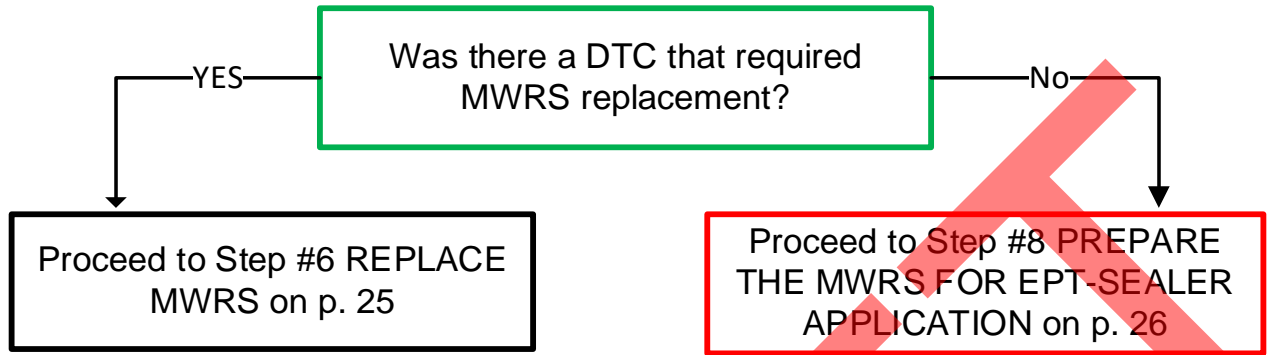 Was there a DTC that required
MWRS replacement?
YES
No
Proceed to Step #6 REPLACE
MWRS on p. 25
Proceed to Step #8 PREPARE
THE MWRS FOR EPT-SEALER
APPLICATION on p. 26